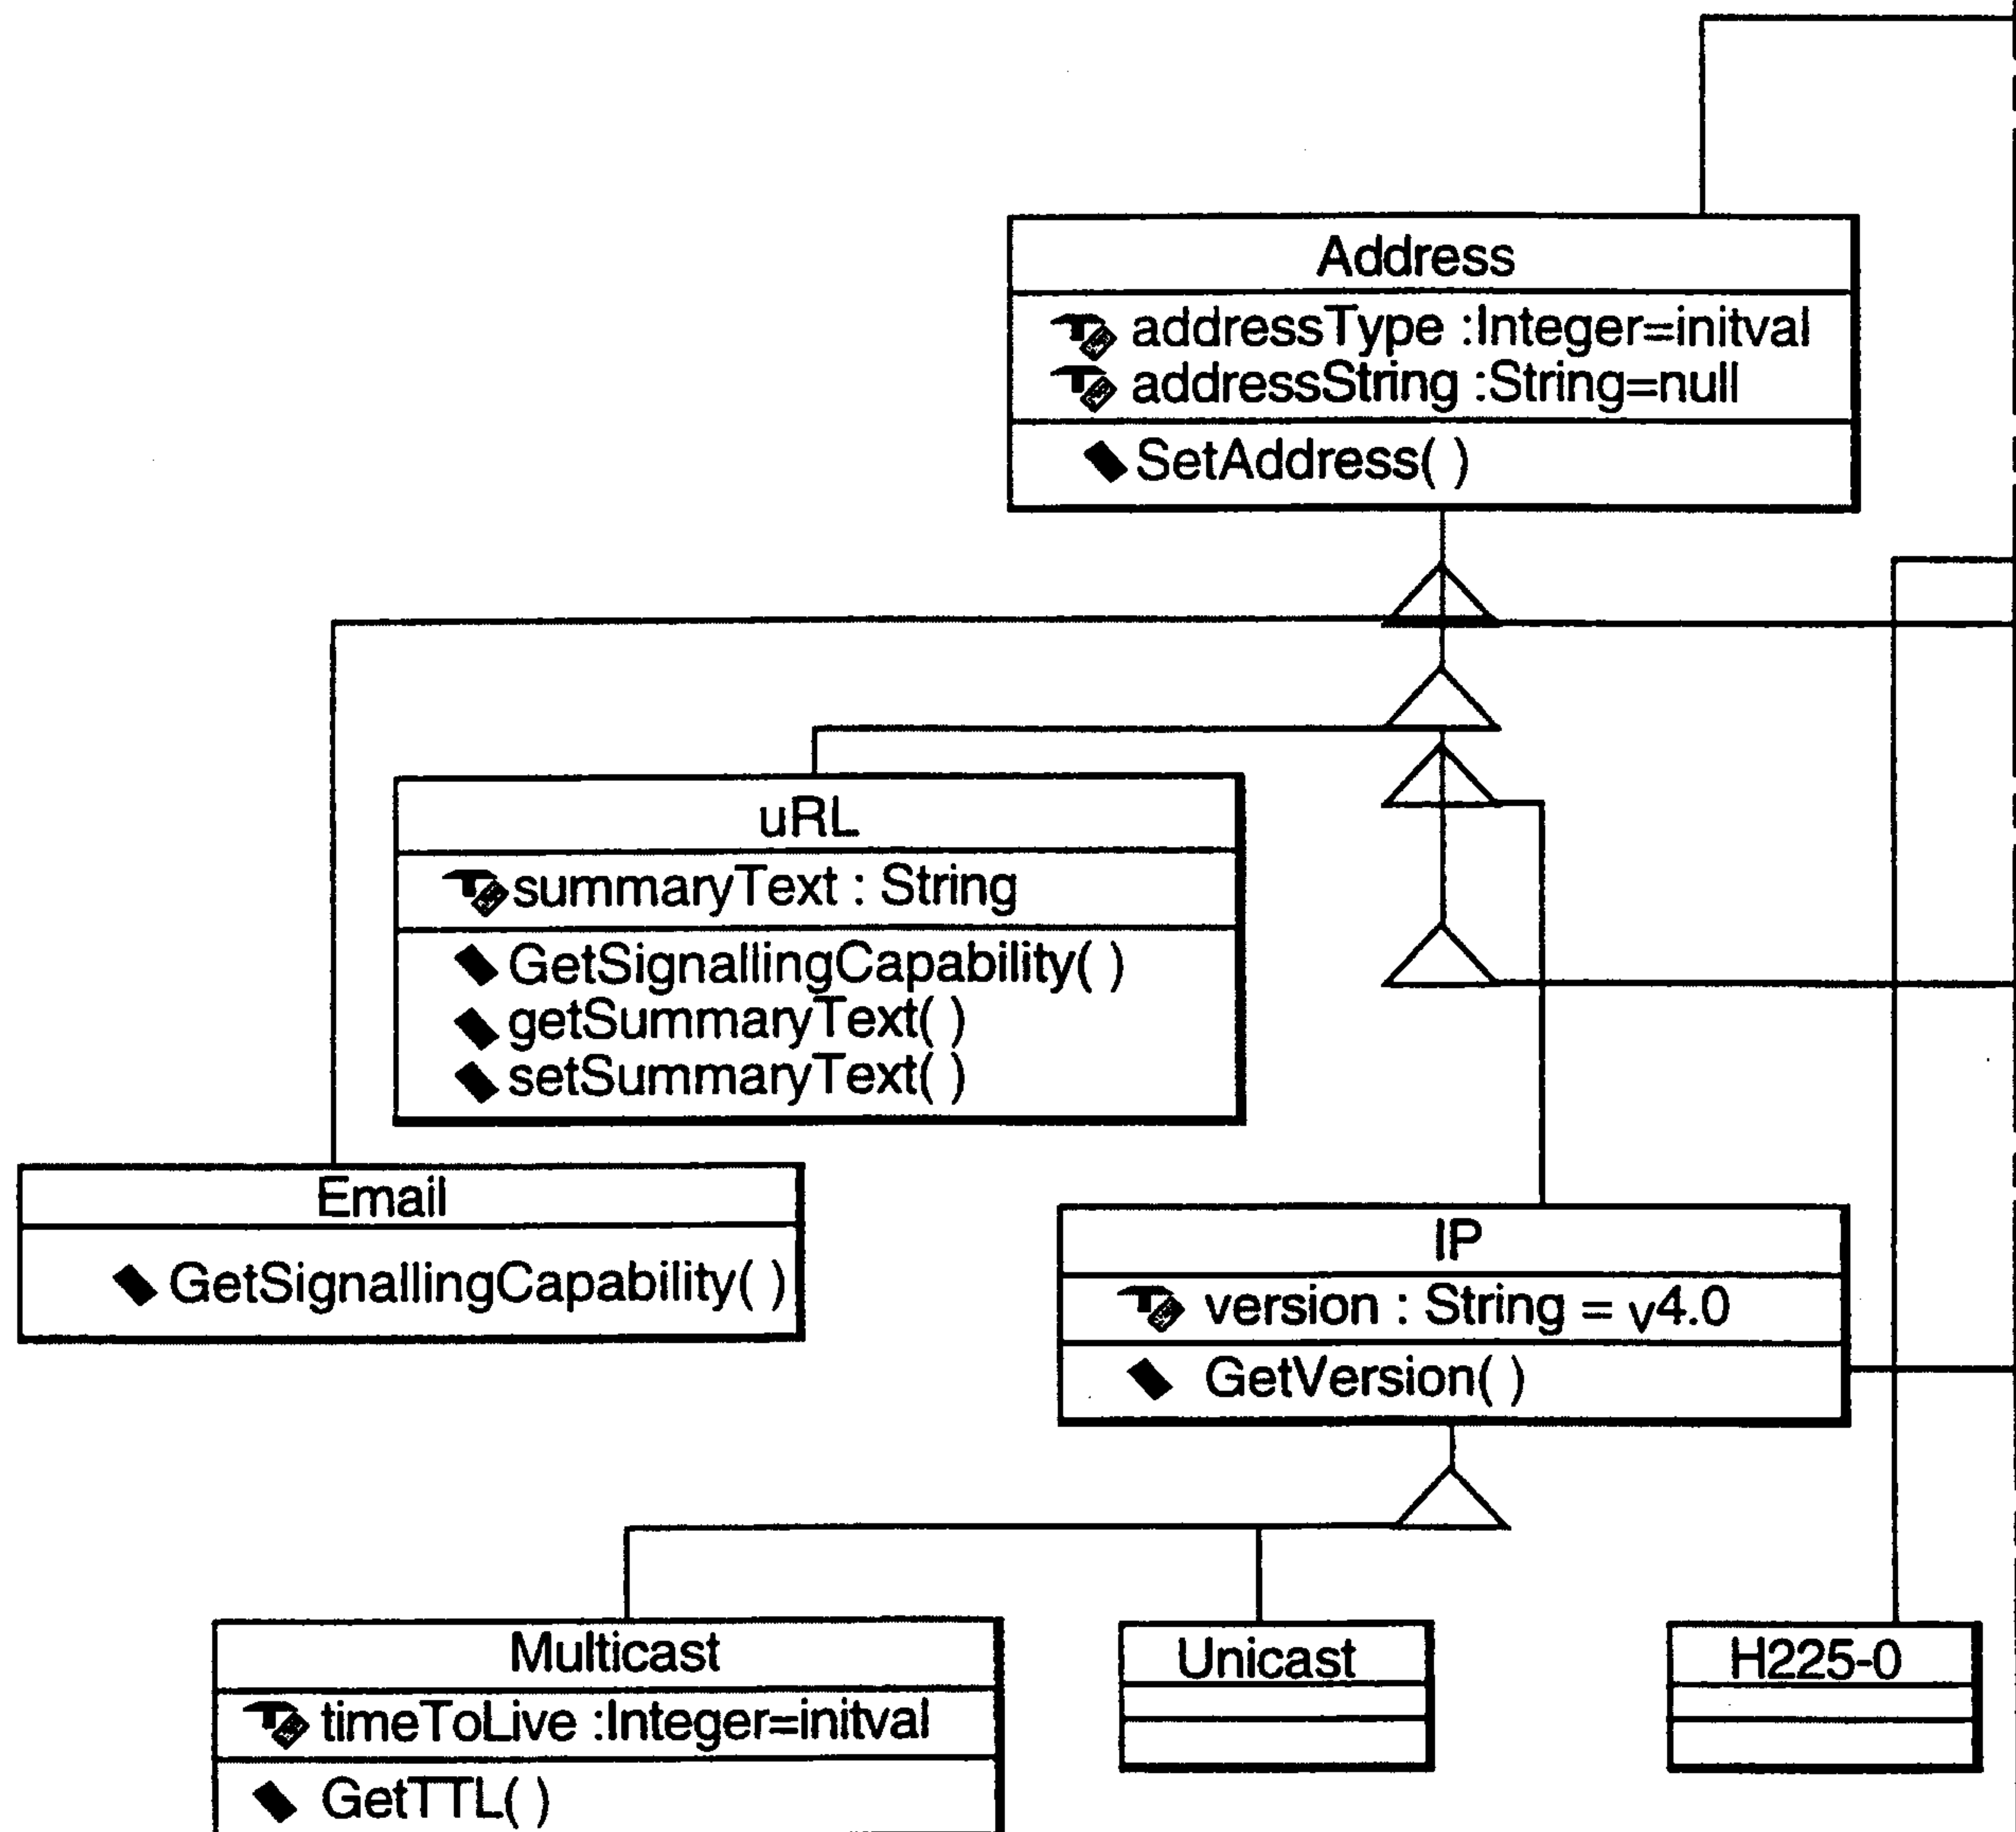 Address
addressType :Integer=initval
addressString :String=null
SetAddress( )
uRL
summaryText : String
GetSignallingCapability( )
getSummaryText( )
setSummaryText( )
Email
GetSignallingCapability( )
IP
version : String = v4.0
GetVersion( )
Multicast
timeToLive :Integer=initval
GetTTL( )
Unicast
H225-0